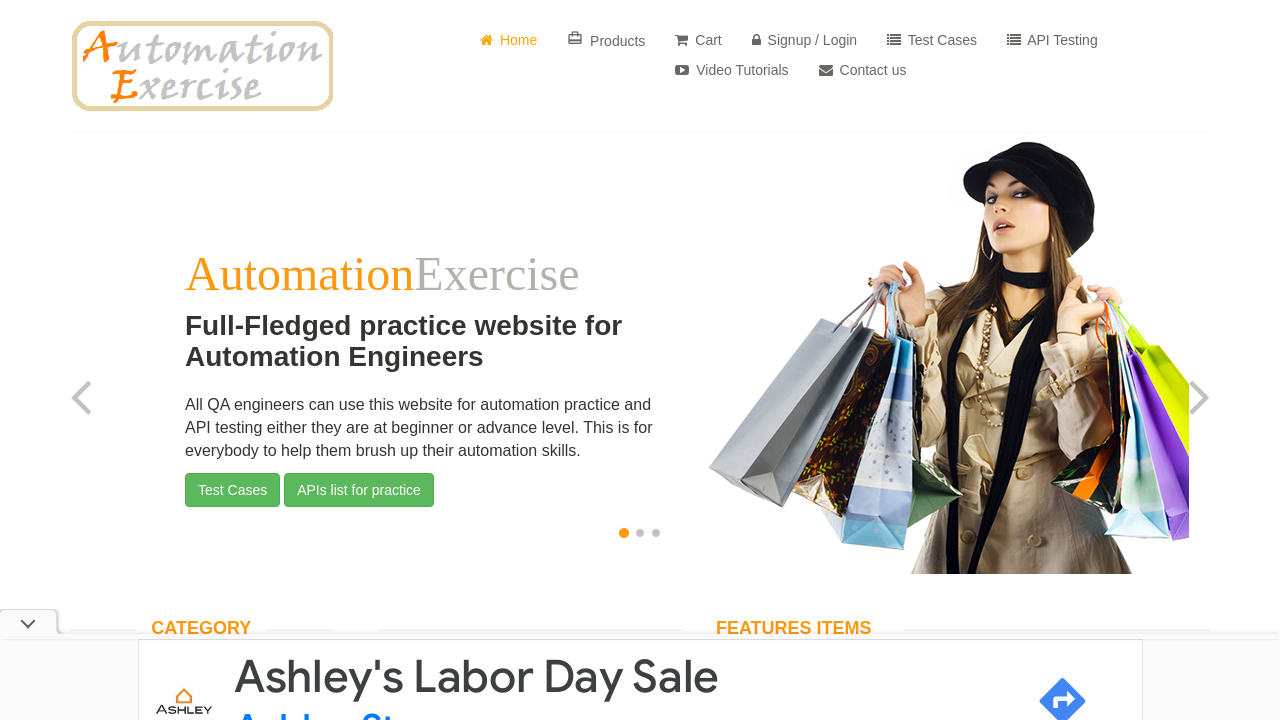 Automation
Exercise
Home
Products
Cart
Signup / Login
Test Cases
API Testing
Video Tutorials
Contact us
AutomationExercise
Full-Fledged practice website for
Automation Engineers
All QA engineers can use this website for automation practice and
API testing either they are at beginner or advance level. This is for
everybody to help them brush up their automation skills.
Test Cases
APIs list for practice
CATEGORY
FEATURES ITEMS
Ashley's Labor Day Sale
ASHLEY